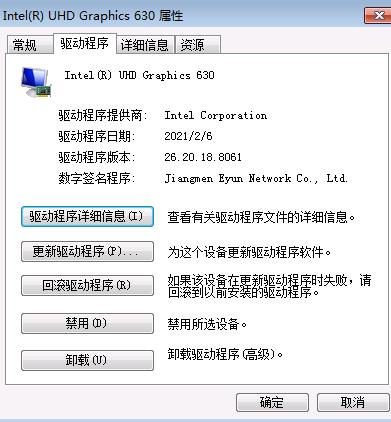 Intel(R) UHD Graphics 630 属性
常规 驱动程序 详细信息 资源
Intel(R) UHD Graphics 630
驱动程序提供商: Intel Corporation
驱动程序日期: 2021/2/6
驱动程序版本: 26.20.18.8061
数字签名程序: Jiangmen Eyun Network Co., Ltd.
驱动程序详细信息(I) 查看有关驱动程序文件的详细信息。
更新驱动程序(P)... 为这个设备更新驱动程序软件。
回滚驱动程序(R) 如果该设备在更新驱动程序时失败，请
回滚到以前安装的驱动程序。
禁用(D) 禁用所选设备。
卸载(U) 卸载驱动程序(高级)。
确定 取消